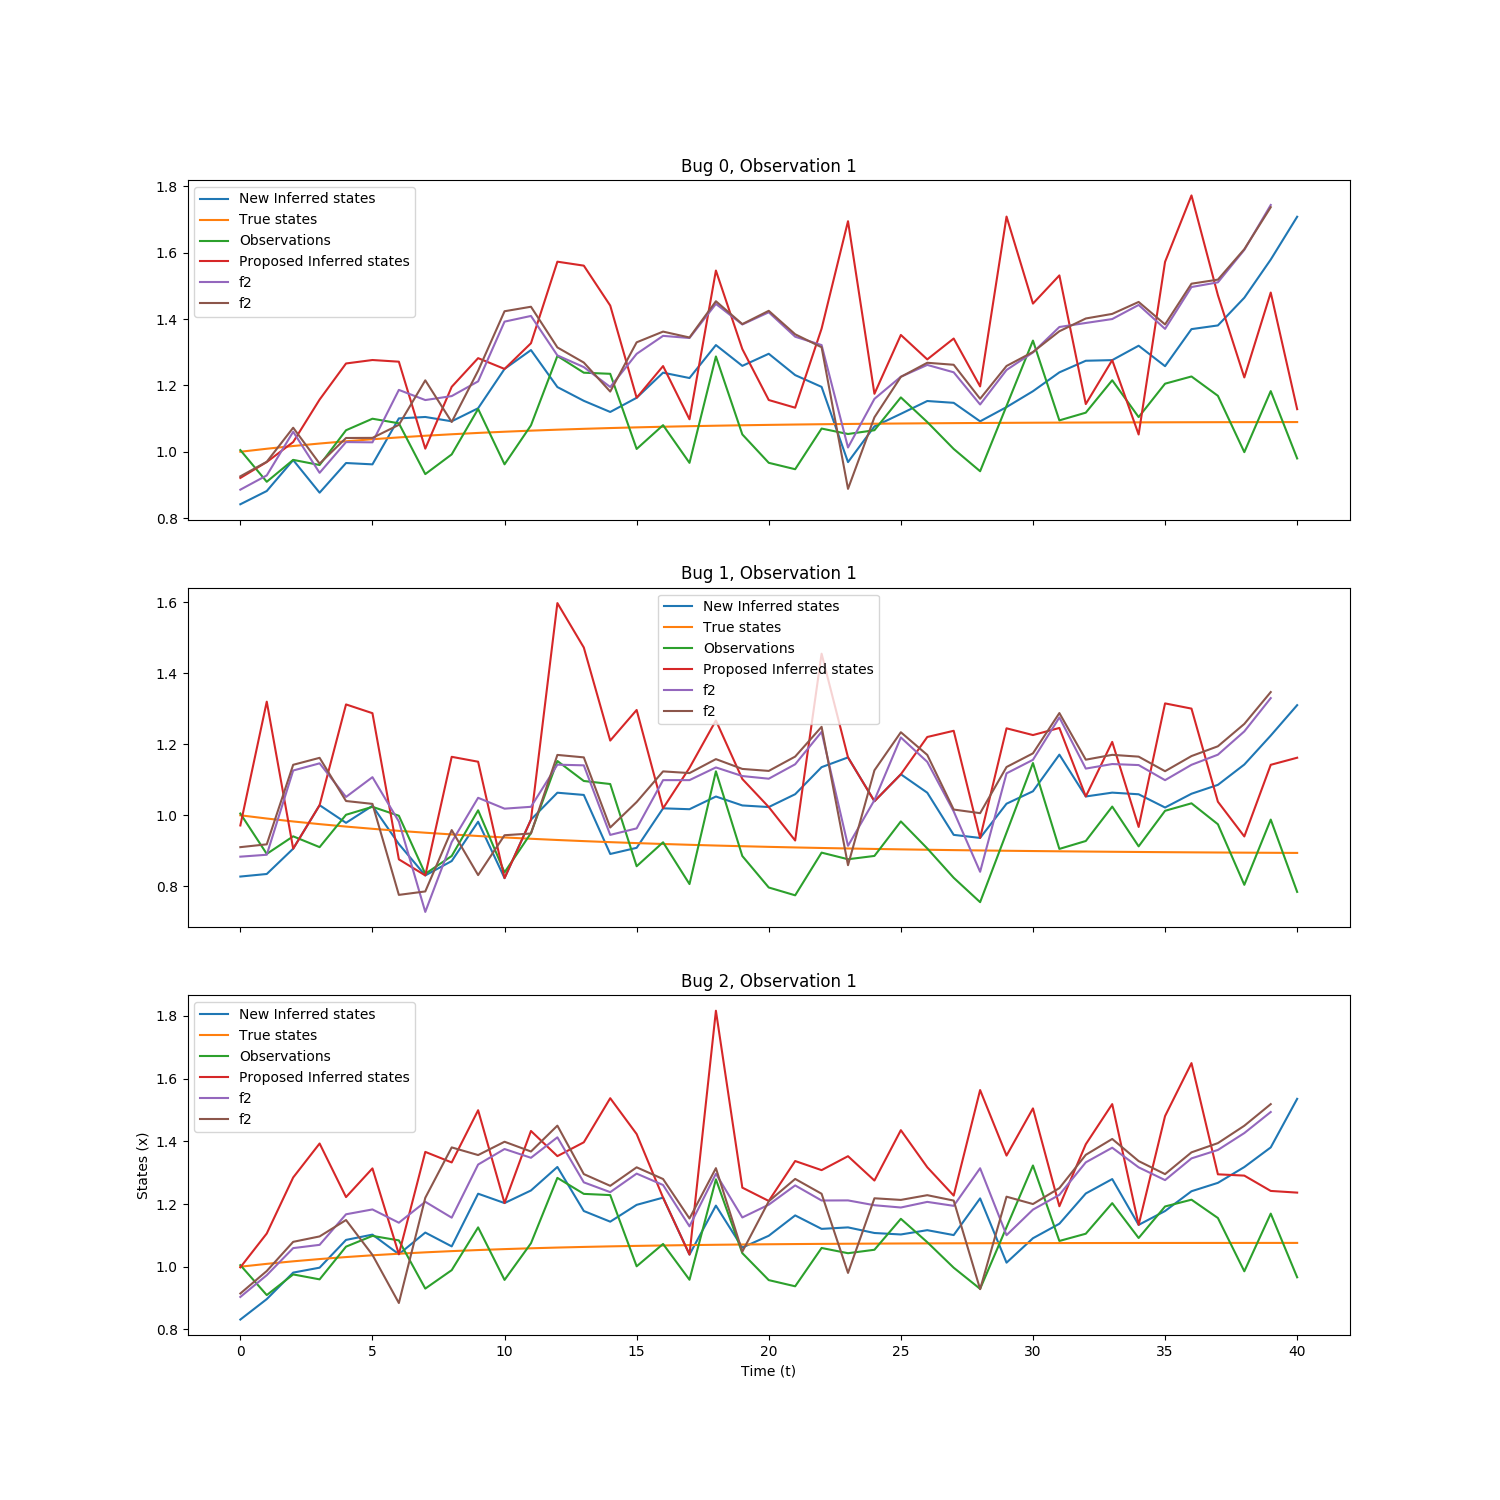 Bug 0, Observation 1
1.8
1.6
1.4
1.2
1.0
0.8
New Inferred states
True states
Observations
Proposed Inferred states
f2
f2
Bug 1, Observation 1
1.6
1.4
1.2
1.0
0.8
New Inferred states
True states
Observations
Proposed Inferred states
f2
f2
Bug 2, Observation 1
1.8
1.6
1.4
1.2
1.0
0.8
New Inferred states
True states
Observations
Proposed Inferred states
f2
f2
States (x)
0 5 10 15 20 25 30 35 40
Time (t)